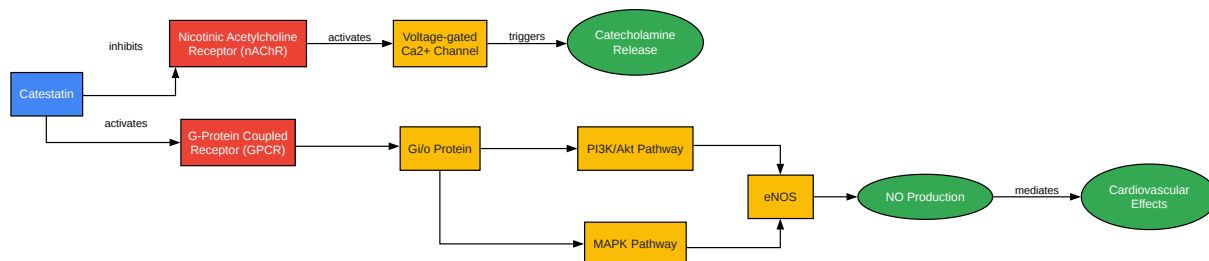 inhibits
Nicotinic Acetylcholine
Receptor (nAChR)
activates
Voltage-gated
Ca2+ Channel
triggers
Catecholamine
Release
Catestatin
activates
G-Protein Coupled
Receptor (GPCR)
Gi/o Protein
PI3K/Akt Pathway
MAPK Pathway
eNOS
NO Production
mediates
Cardiovascular
Effects